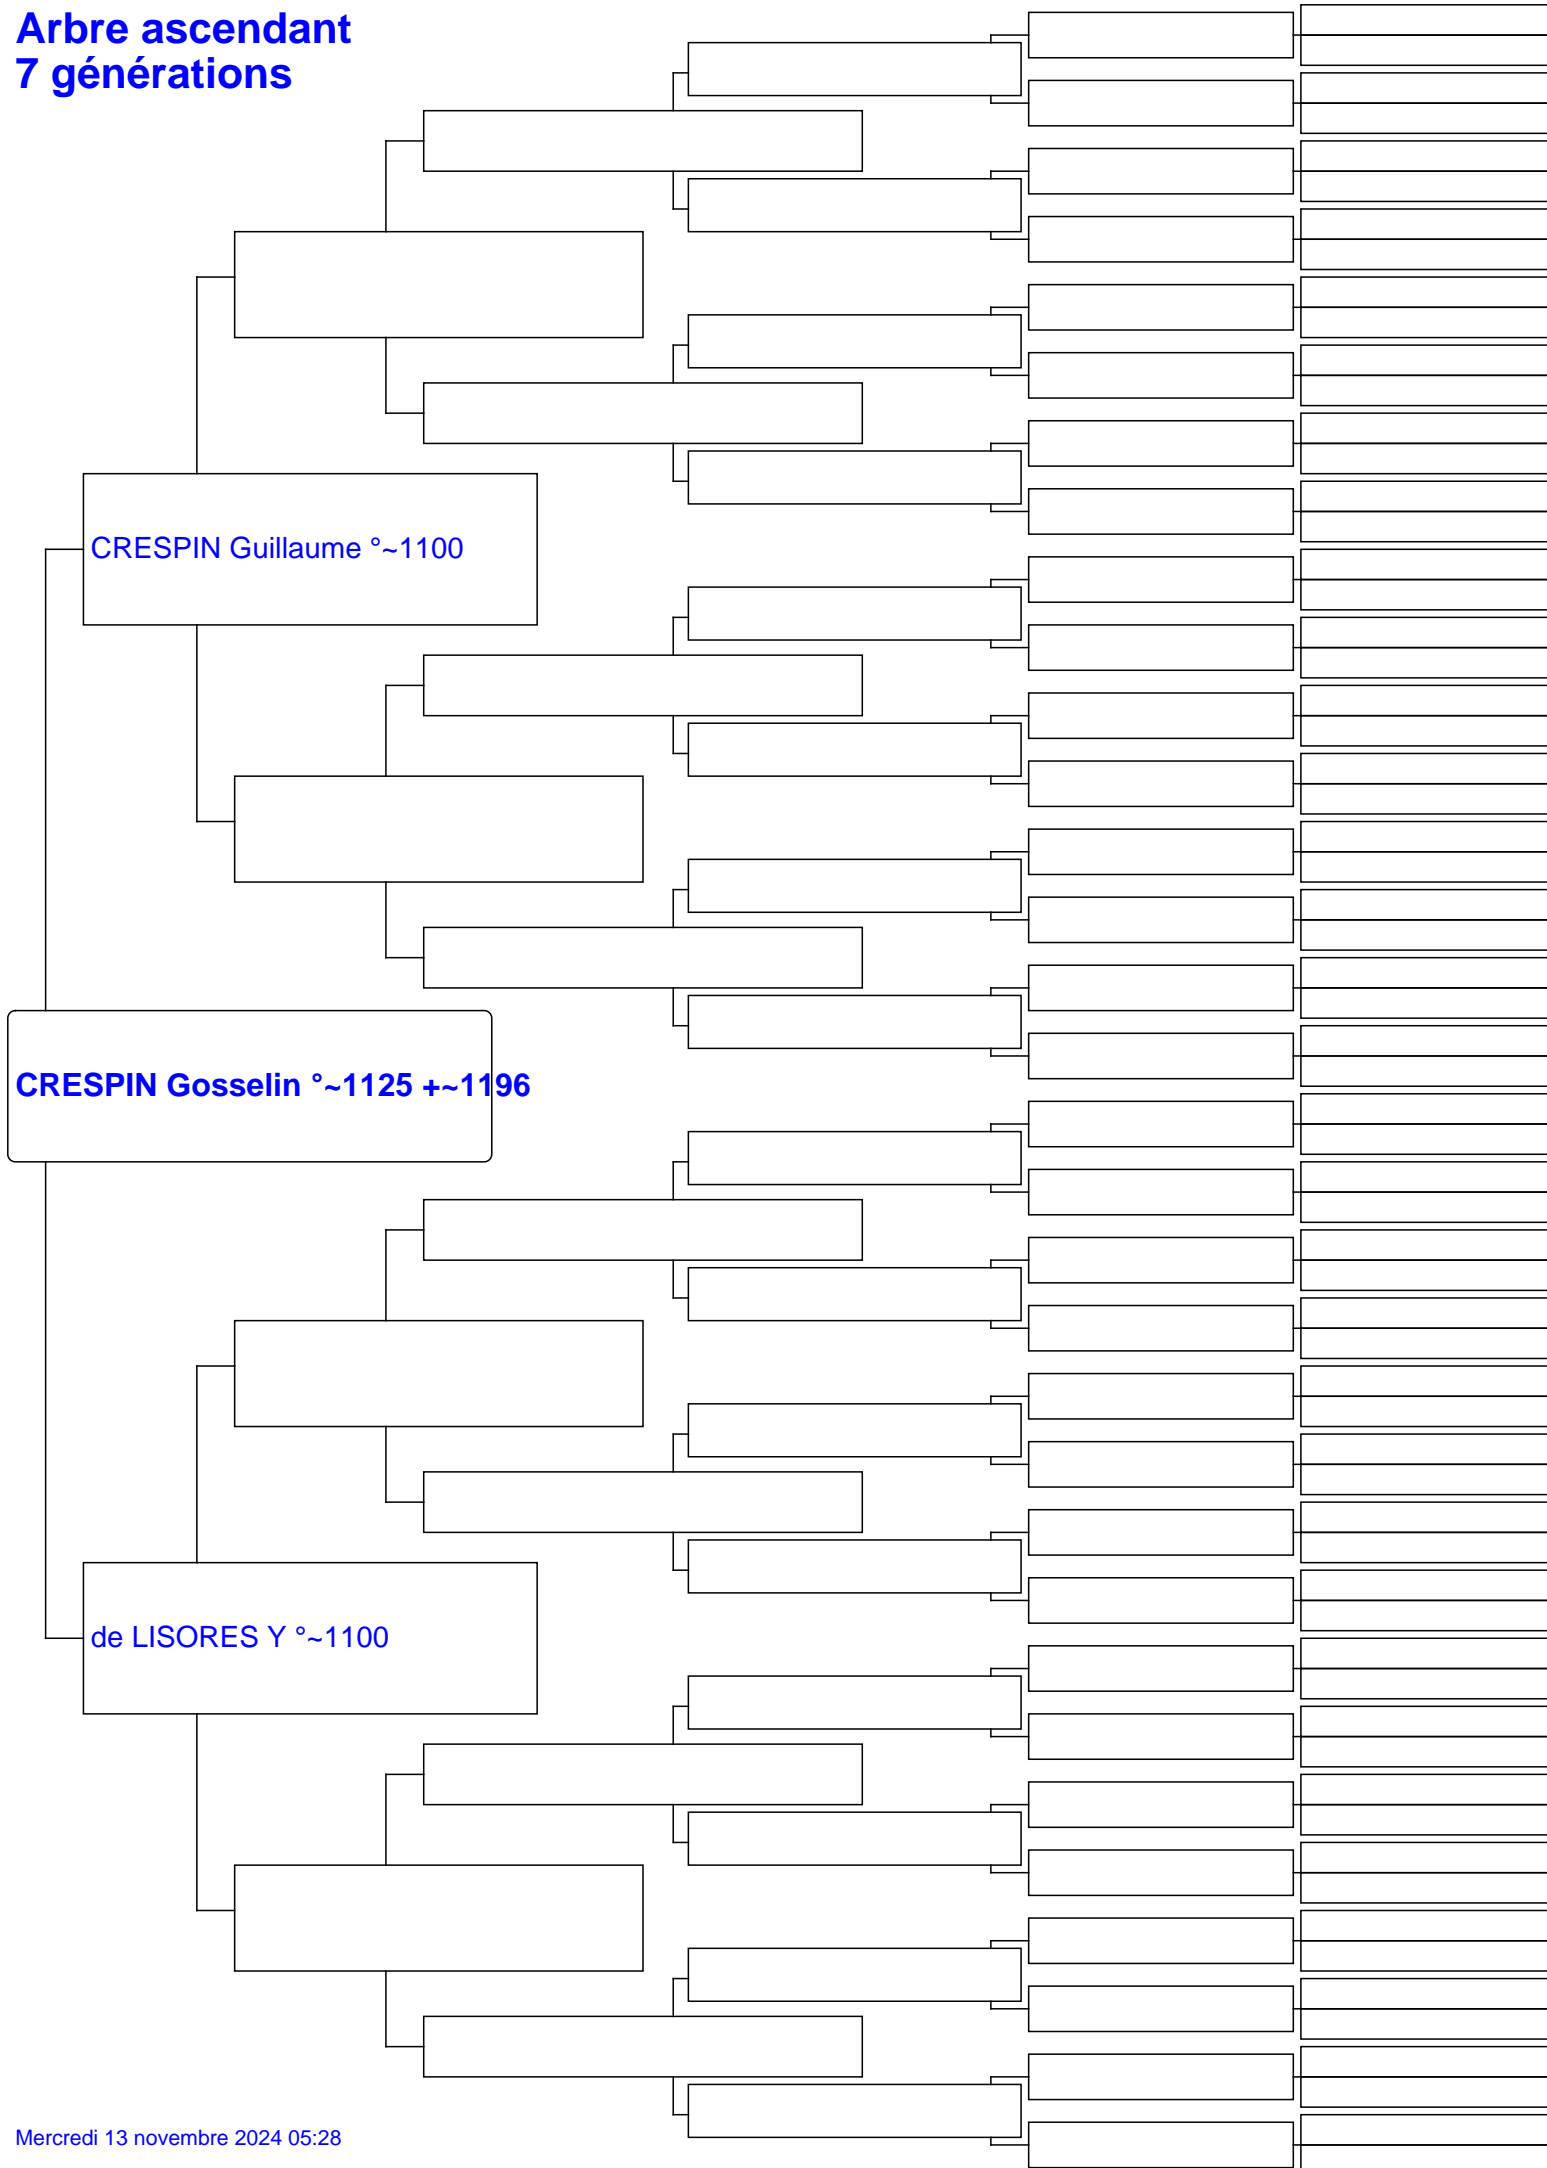 Arbre ascendant
7 générations
CRESPIN Guillaume °~1100
CRESPIN Gosselin °~1125 +~1196
de LISORES Y °~1100
Mercredi 13 novembre 2024 05:28